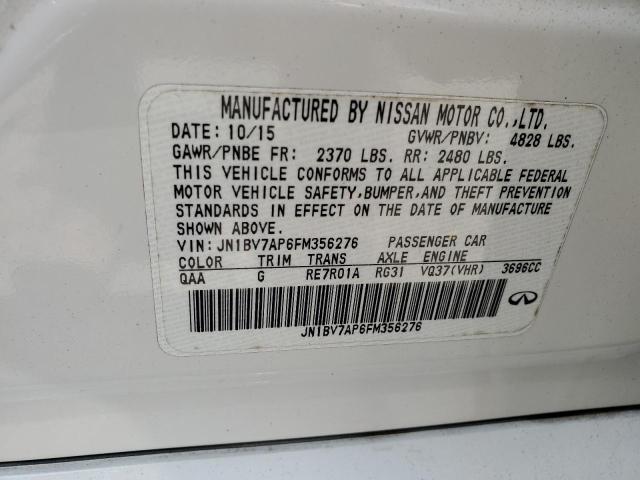 MANUFACTURED BY NISSAN MOTOR CO.,LTD.
DATE: 10/15 GVWR/PNBV: 4828 LBS.
GAWR/PNBE FR: 2370 LBS. RR: 2480 LBS.
THIS VEHICLE CONFORMS TO ALL APPLICABLE FEDERAL
MOTOR VEHICLE SAFETY,BUMPER,AND THEFT PREVENTION
STANDARDS IN EFFECT ON THE DATE OF MANUFACTURE
SHOWN ABOVE.
VIN: JN1BV7AP6FM356276 PASSENGER CAR
COLOR TRIM TRANS AXLE ENGINE
QAA G RE7R01A RG31 VQ37(VHR) 3696CC
JN1BV7AP6FM356276